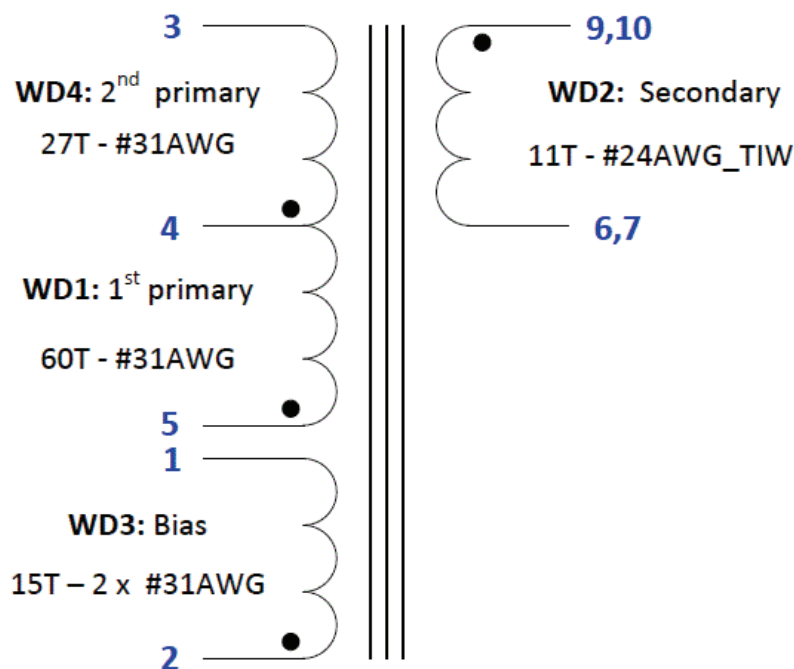 3
WD4: 2nd primary
27T - #31AWG
4
WD1: 1st primary
60T - #31AWG
5
1
WD3: Bias
15T – 2 x #31AWG
2
9,10
WD2: Secondary
11T - #24AWG_TIW
6,7